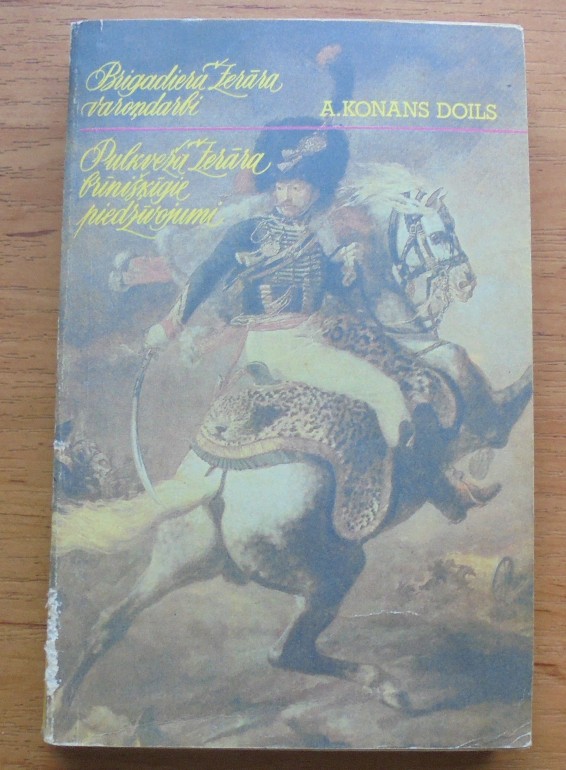 Brigadiera Žerāra
varoņdarbi
A. KONANS DOILS
Pulkveža Žerāra
brīnišķīgie
piedzīvojumi